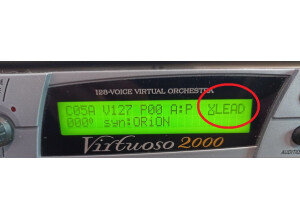 128-VOICE VIRTUAL ORCHESTRA
C05A V127 P00 A:P XLEAD
000° syn:ORiON
Virtuoso 2000